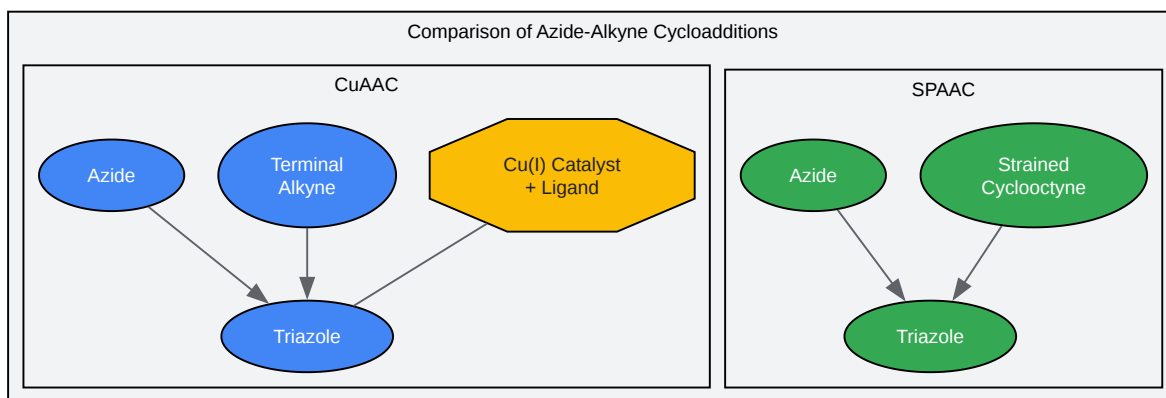 Comparison of Azide-Alkyne Cycloadditions
CuAAC
Azide
Terminal
Alkyne
Cu(I) Catalyst
+ Ligand
Triazole
SPAAC
Azide
Strained
Cyclooctyne
Triazole